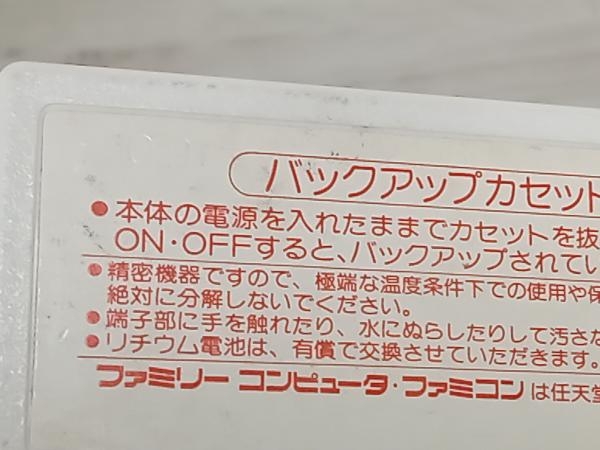 バックアップカセット
●本体の電源を入れたままでカセットを抜
ON・OFFすると、バックアップされてい
●精密機器ですので、極端な温度条件下での使用や保
絶対に分解しないでください。
●端子部に手を触れたり、水にぬらしたりして汚さな
●リチウム電池は、有償で交換させていただきます。
ファミリー コンピュータ・ファミコン は任天堂